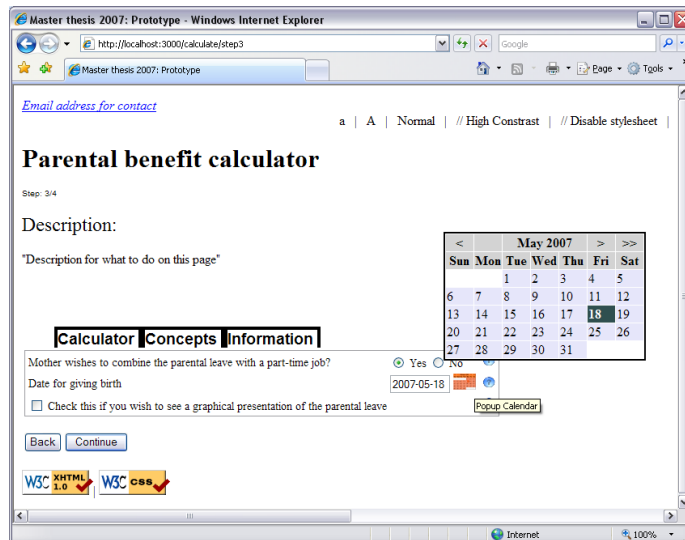 Master thesis 2007: Prototype - Windows Internet Explorer
http://localhost:3000/calculate/step3
Google
Master thesis 2007: Prototype
Page
Tools
Email address for contact
a | A | Normal | // High Constrast | // Disable stylesheet |
Parental benefit calculator
Step: 3/4
Description:
"Description for what to do on this page"
< May 2007 > >>
Sun Mon Tue Wed Thu Fri Sat
1 2 3 4 5
6 7 8 9 10 11 12
13 14 15 16 17 18 19
20 21 22 23 24 25 26
27 28 29 30 31
Calculator Concepts Information
Mother wishes to combine the parental leave with a part-time job? Yes No
Date for giving birth 2007-05-18
Popup Calendar
Check this if you wish to see a graphical presentation of the parental leave
Back Continue
W3C XHTML 1.0 | W3C css
Internet 100%